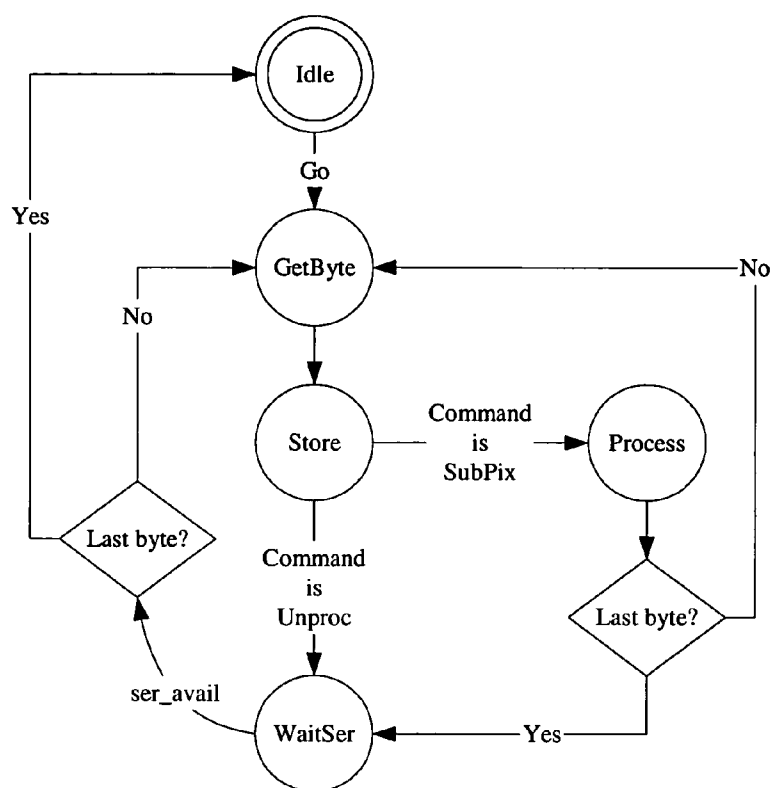 Idle
Go
Yes
GetByte
No
No
Store
Command
is
SubPix
Process
Last byte?
Command
is
Unproc
Last byte?
ser_avail
WaitSer
Yes